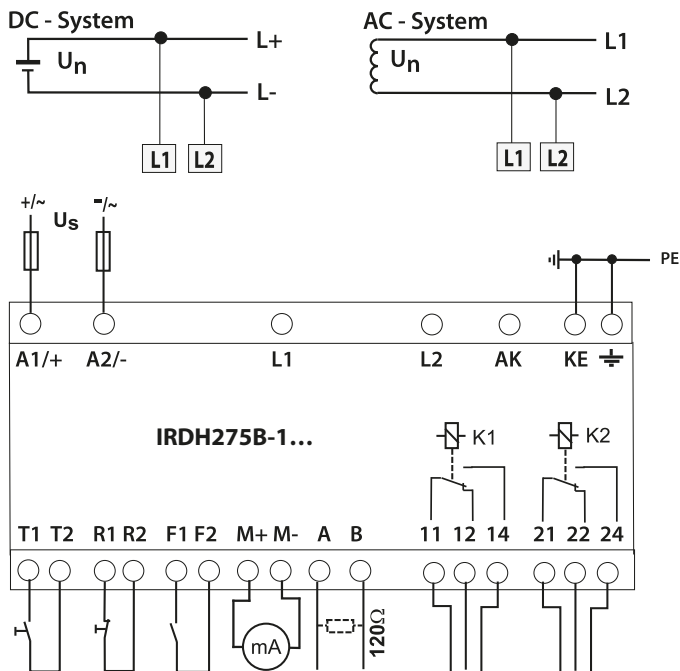 DC - System
AC - System
Un
L+
L-
L1 L2
Un
L1
L2
L1 L2
+/~ Us -/~
PE
A1/+ A2/- L1 L2 AK KE
IRDH275B-1...
K1 K2
T1 T2 R1 R2 F1 F2 M+ M- A B 11 12 14 21 22 24
mA
120Ω